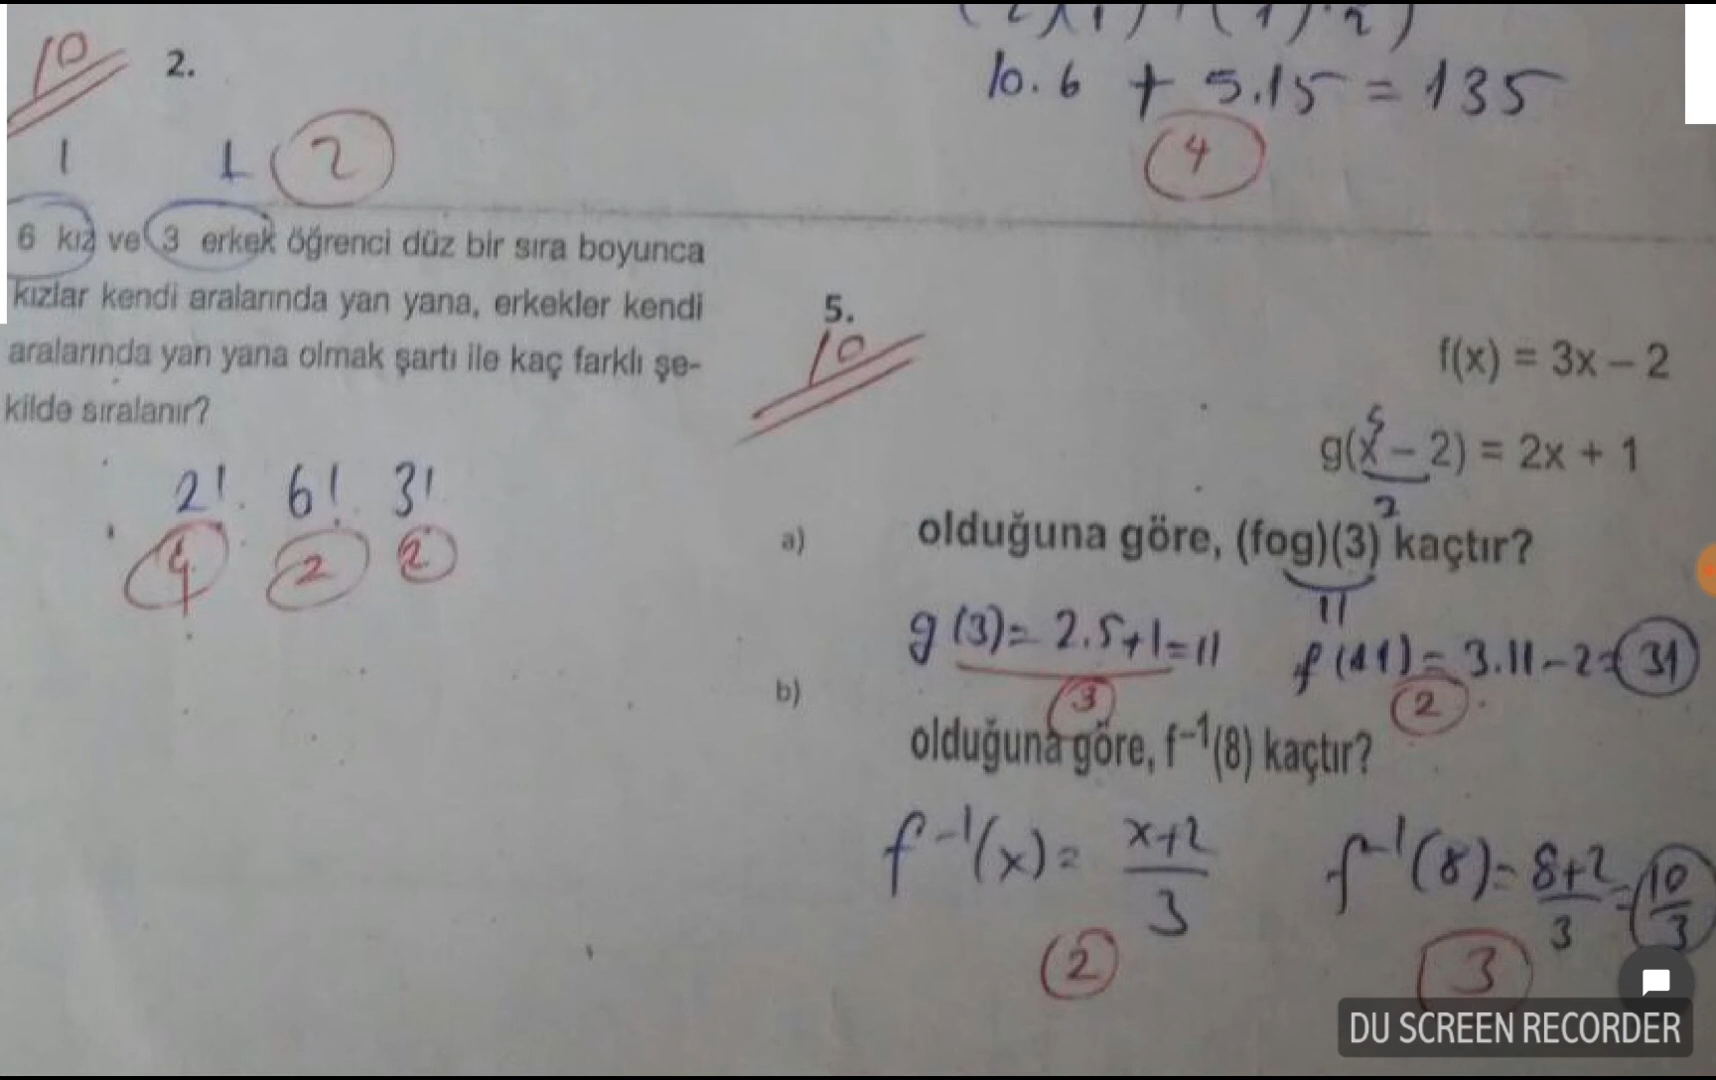 10
2.
1 1 2
6 kız ve 3 erkek öğrenci düz bir sıra boyunca
kızlar kendi aralarında yan yana, erkekler kendi
aralarında yan yana olmak şartı ile kaç farklı şe-
kilde sıralanır?
2! 6! 3!
4 2 2
10.6 + 5.15 = 135
4
5.
10
f(x) = 3x – 2
5
g(x – 2) = 2x + 1
a)
olduğuna göre, (fog)(3) kaçtır?
11
g(3) = 2.5+1=11 f(11) = 3.11-2=31
3 2
b)
olduğuna göre, f⁻¹(8) kaçtır?
f⁻¹(x) = x+2/3 f⁻¹(8) = 8+2/3 = 10/3
2 3
DU SCREEN RECORDER